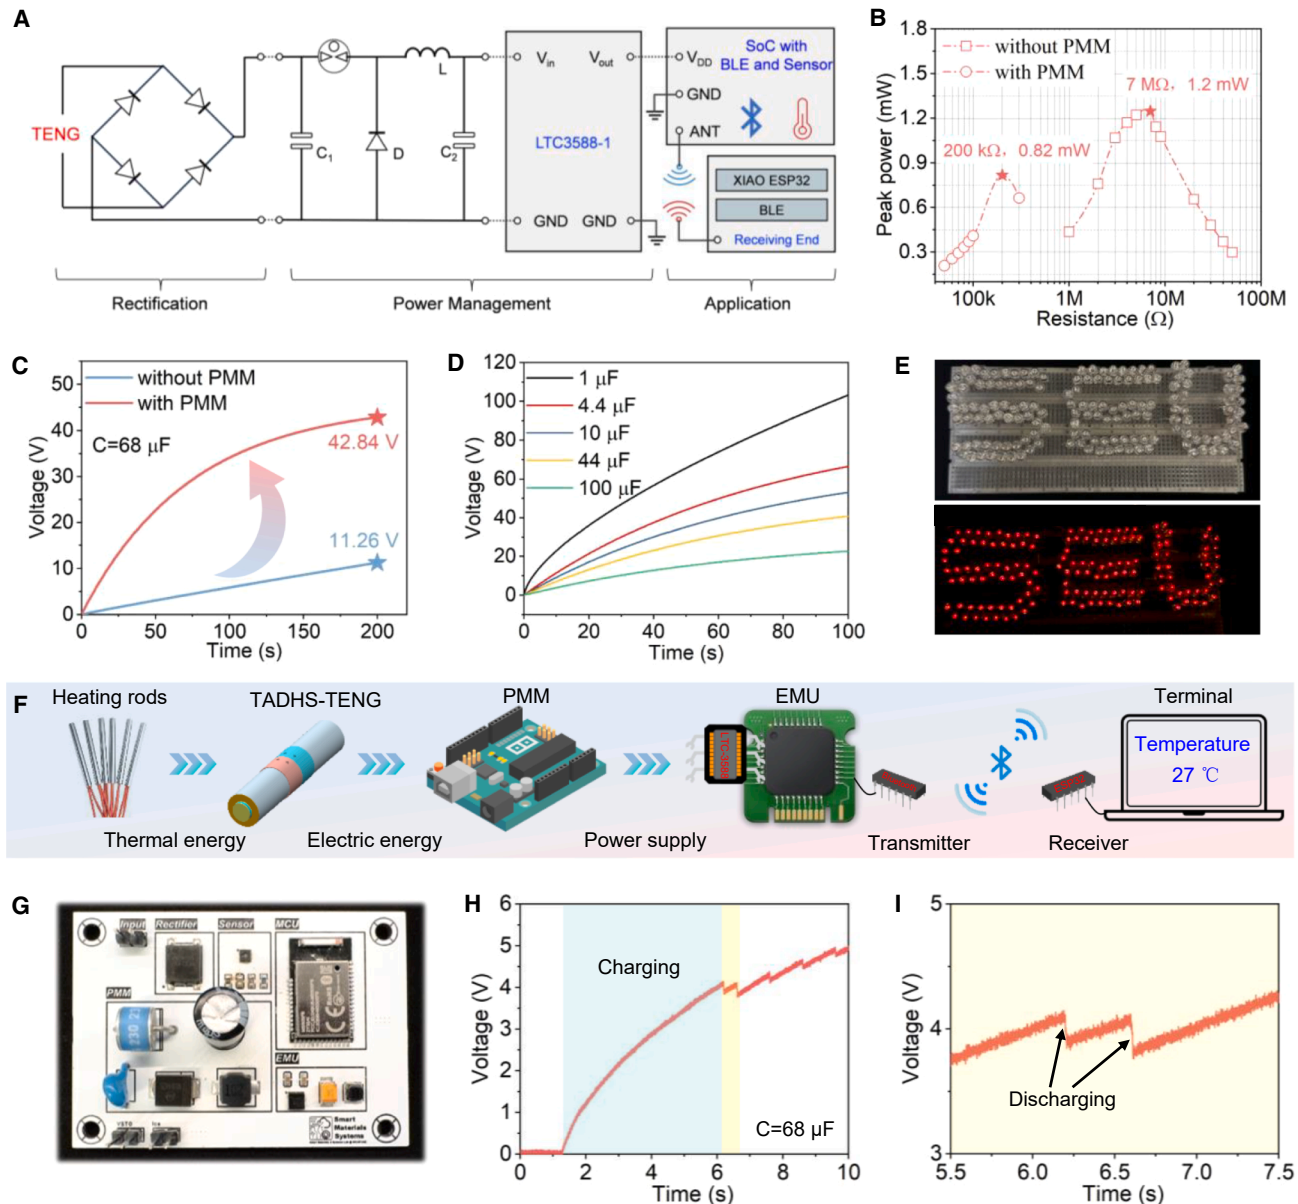 A
TENG
C1
D
L
C2
Vin
Vout
LTC3588-1
GND
GND
SoC with
BLE and Sensor
VDD
GND
ANT
XIAO ESP32
BLE
Receiving End
Rectification
Power Management
Application
B
1.8
1.5
1.2
0.9
0.6
0.3
Peak power (mW)
without PMM
with PMM
7 MΩ, 1.2 mW
200 kΩ, 0.82 mW
100k
1M
10M
100M
Resistance (Ω)
C
50
40
30
20
10
0
Voltage (V)
without PMM
with PMM
C=68 μF
42.84 V
11.26 V
0
50
100
150
200
Time (s)
D
120
100
80
60
40
20
0
Voltage (V)
1 μF
4.4 μF
10 μF
44 μF
100 μF
0
20
40
60
80
100
Time (s)
E
SEU
F
Heating rods
TADHS-TENG
PMM
EMU
Terminal
LTC-3588
Temperature
27 ℃
Thermal energy
Electric energy
Power supply
Transmitter
Receiver
G
Input
Rectifier
Sensor
MCU
PMM
EMU
Smart
Materials
Systems
H
6
5
4
3
2
1
0
Voltage (V)
Charging
C=68 μF
0
2
4
6
8
10
Time (s)
I
5
4
3
Voltage (V)
Discharging
5.5
6.0
6.5
7.0
7.5
Time (s)